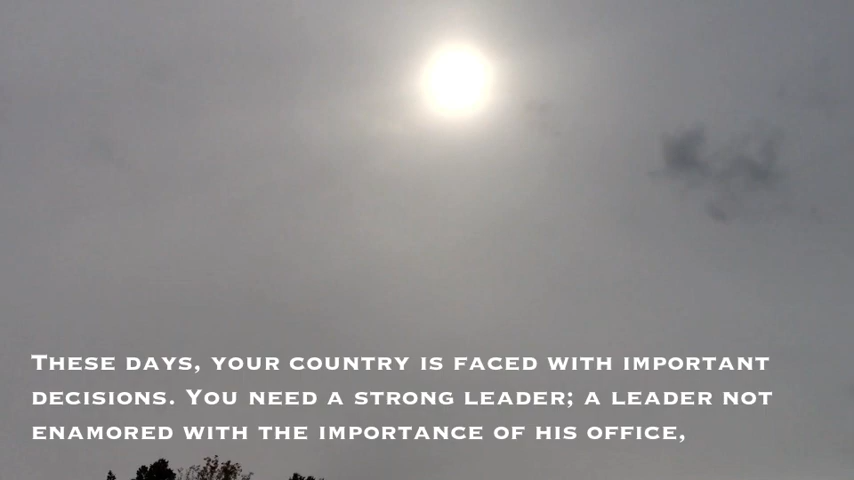 These days, your country is faced with important
decisions. You need a strong leader; a leader not
enamored with the importance of his office,